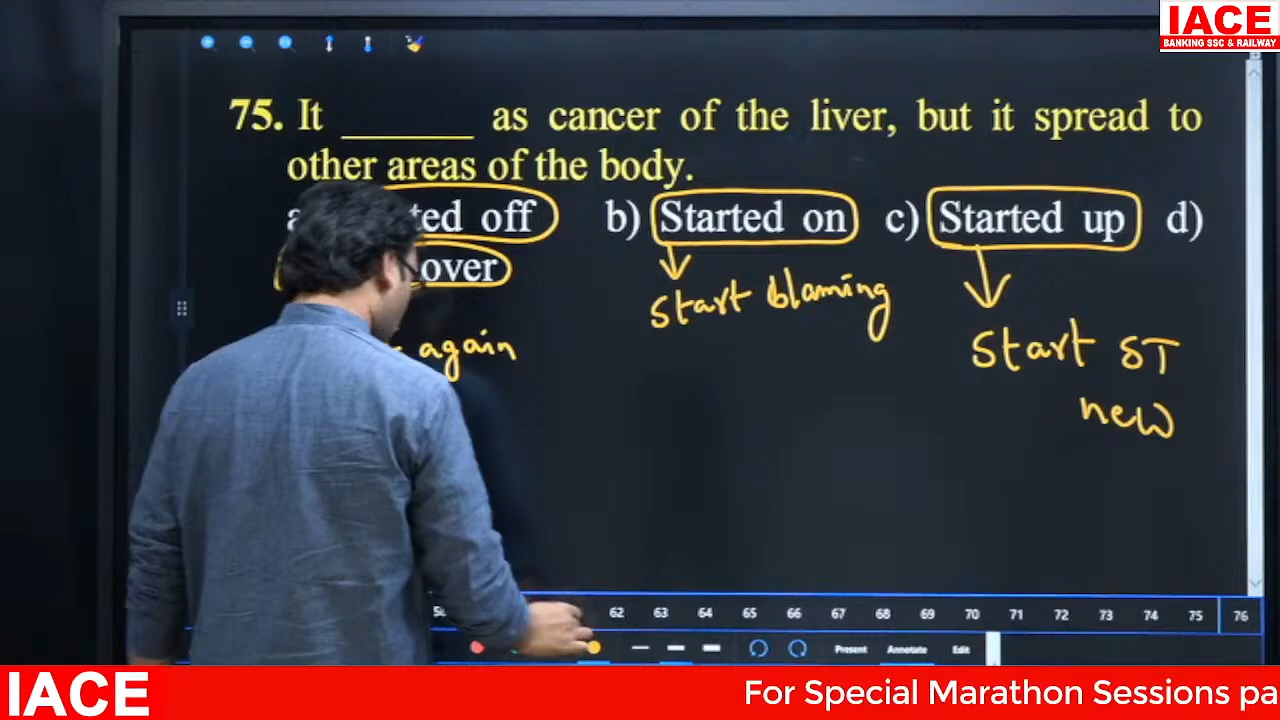 IACE
BANKING SSC & RAILWAY
75. It ______ as cancer of the liver, but it spread to
other areas of the body.
ted off b) Started on c) Started up d)
over
start blaming
again
Start ST
new
62 63 64 65 66 67 68 69 70 71 72 73 74 75 76
Present Annotate Edit
IACE For Special Marathon Sessions pa